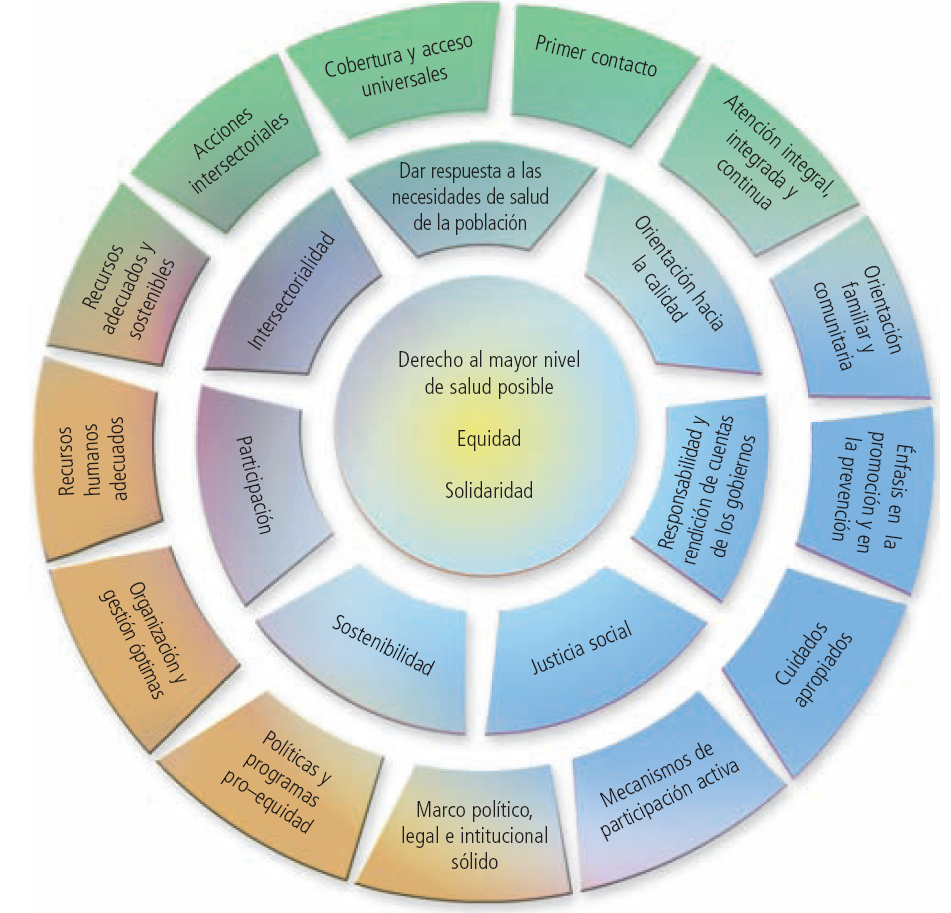 Cobertura y acceso
universales
Primer contacto
Atención integral,
integrada y
continua
Orientación
familiar y
comunitaria
Énfasis en la
promoción y en
la prevención
Cuidados
apropiados
Mecanismos de
participación activa
Marco político,
legal e intitucional
sólido
Políticas y
programas
pro–equidad
Organización y
gestión óptimas
Recursos
humanos
adecuados
Recursos
adecuados y
sostenibles
Acciones
intersectoriales
Dar respuesta a las
necesidades de salud
de la población
Orientación hacia
la calidad
Responsabilidad y
rendición de cuentas
de los gobiernos
Justicia social
Sostenibilidad
Participación
Intersectorialidad
Derecho al mayor nivel
de salud posible
Equidad
Solidaridad